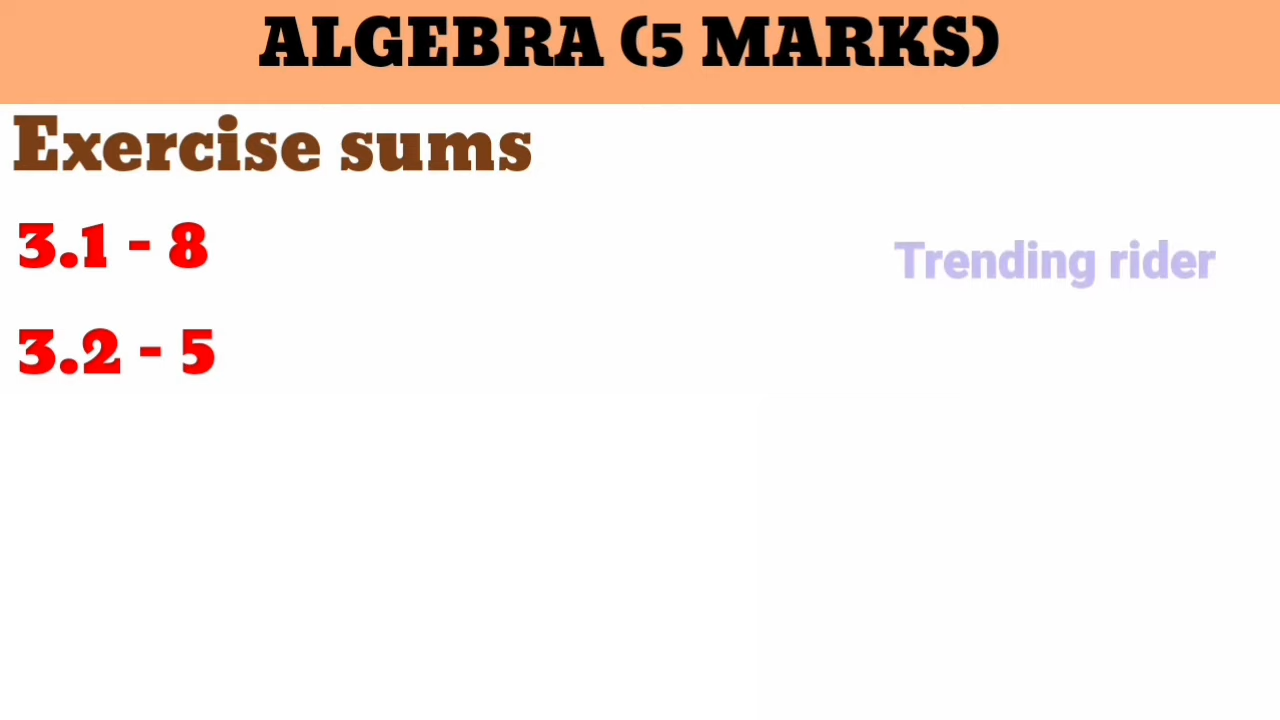 ALGEBRA (5 MARKS)
Exercise sums
3.1 - 8
Trending rider
3.2 - 5